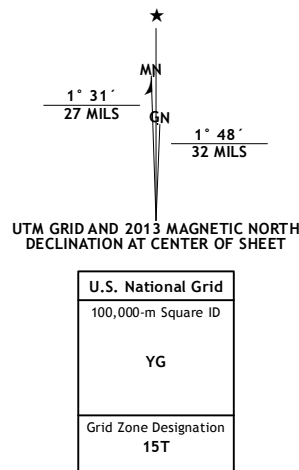 ★
MN
1° 31´
27 MILS
GN
1° 48´
32 MILS
UTM GRID AND 2013 MAGNETIC NORTH
DECLINATION AT CENTER OF SHEET
U.S. National Grid
100,000-m Square ID
YG
Grid Zone Designation
15T